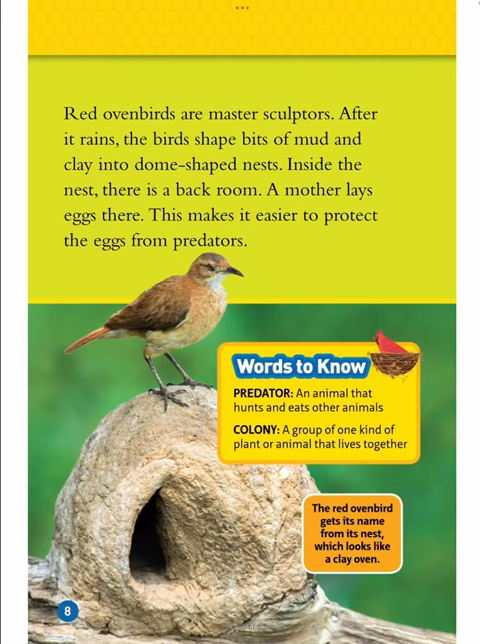 Red ovenbirds are master sculptors. After
it rains, the birds shape bits of mud and
clay into dome-shaped nests. Inside the
nest, there is a back room. A mother lays
eggs there. This makes it easier to protect
the eggs from predators.
Words to Know
PREDATOR: An animal that
hunts and eats other animals
COLONY: A group of one kind of
plant or animal that lives together
The red ovenbird
gets its name
from its nest,
which looks like
a clay oven.
8